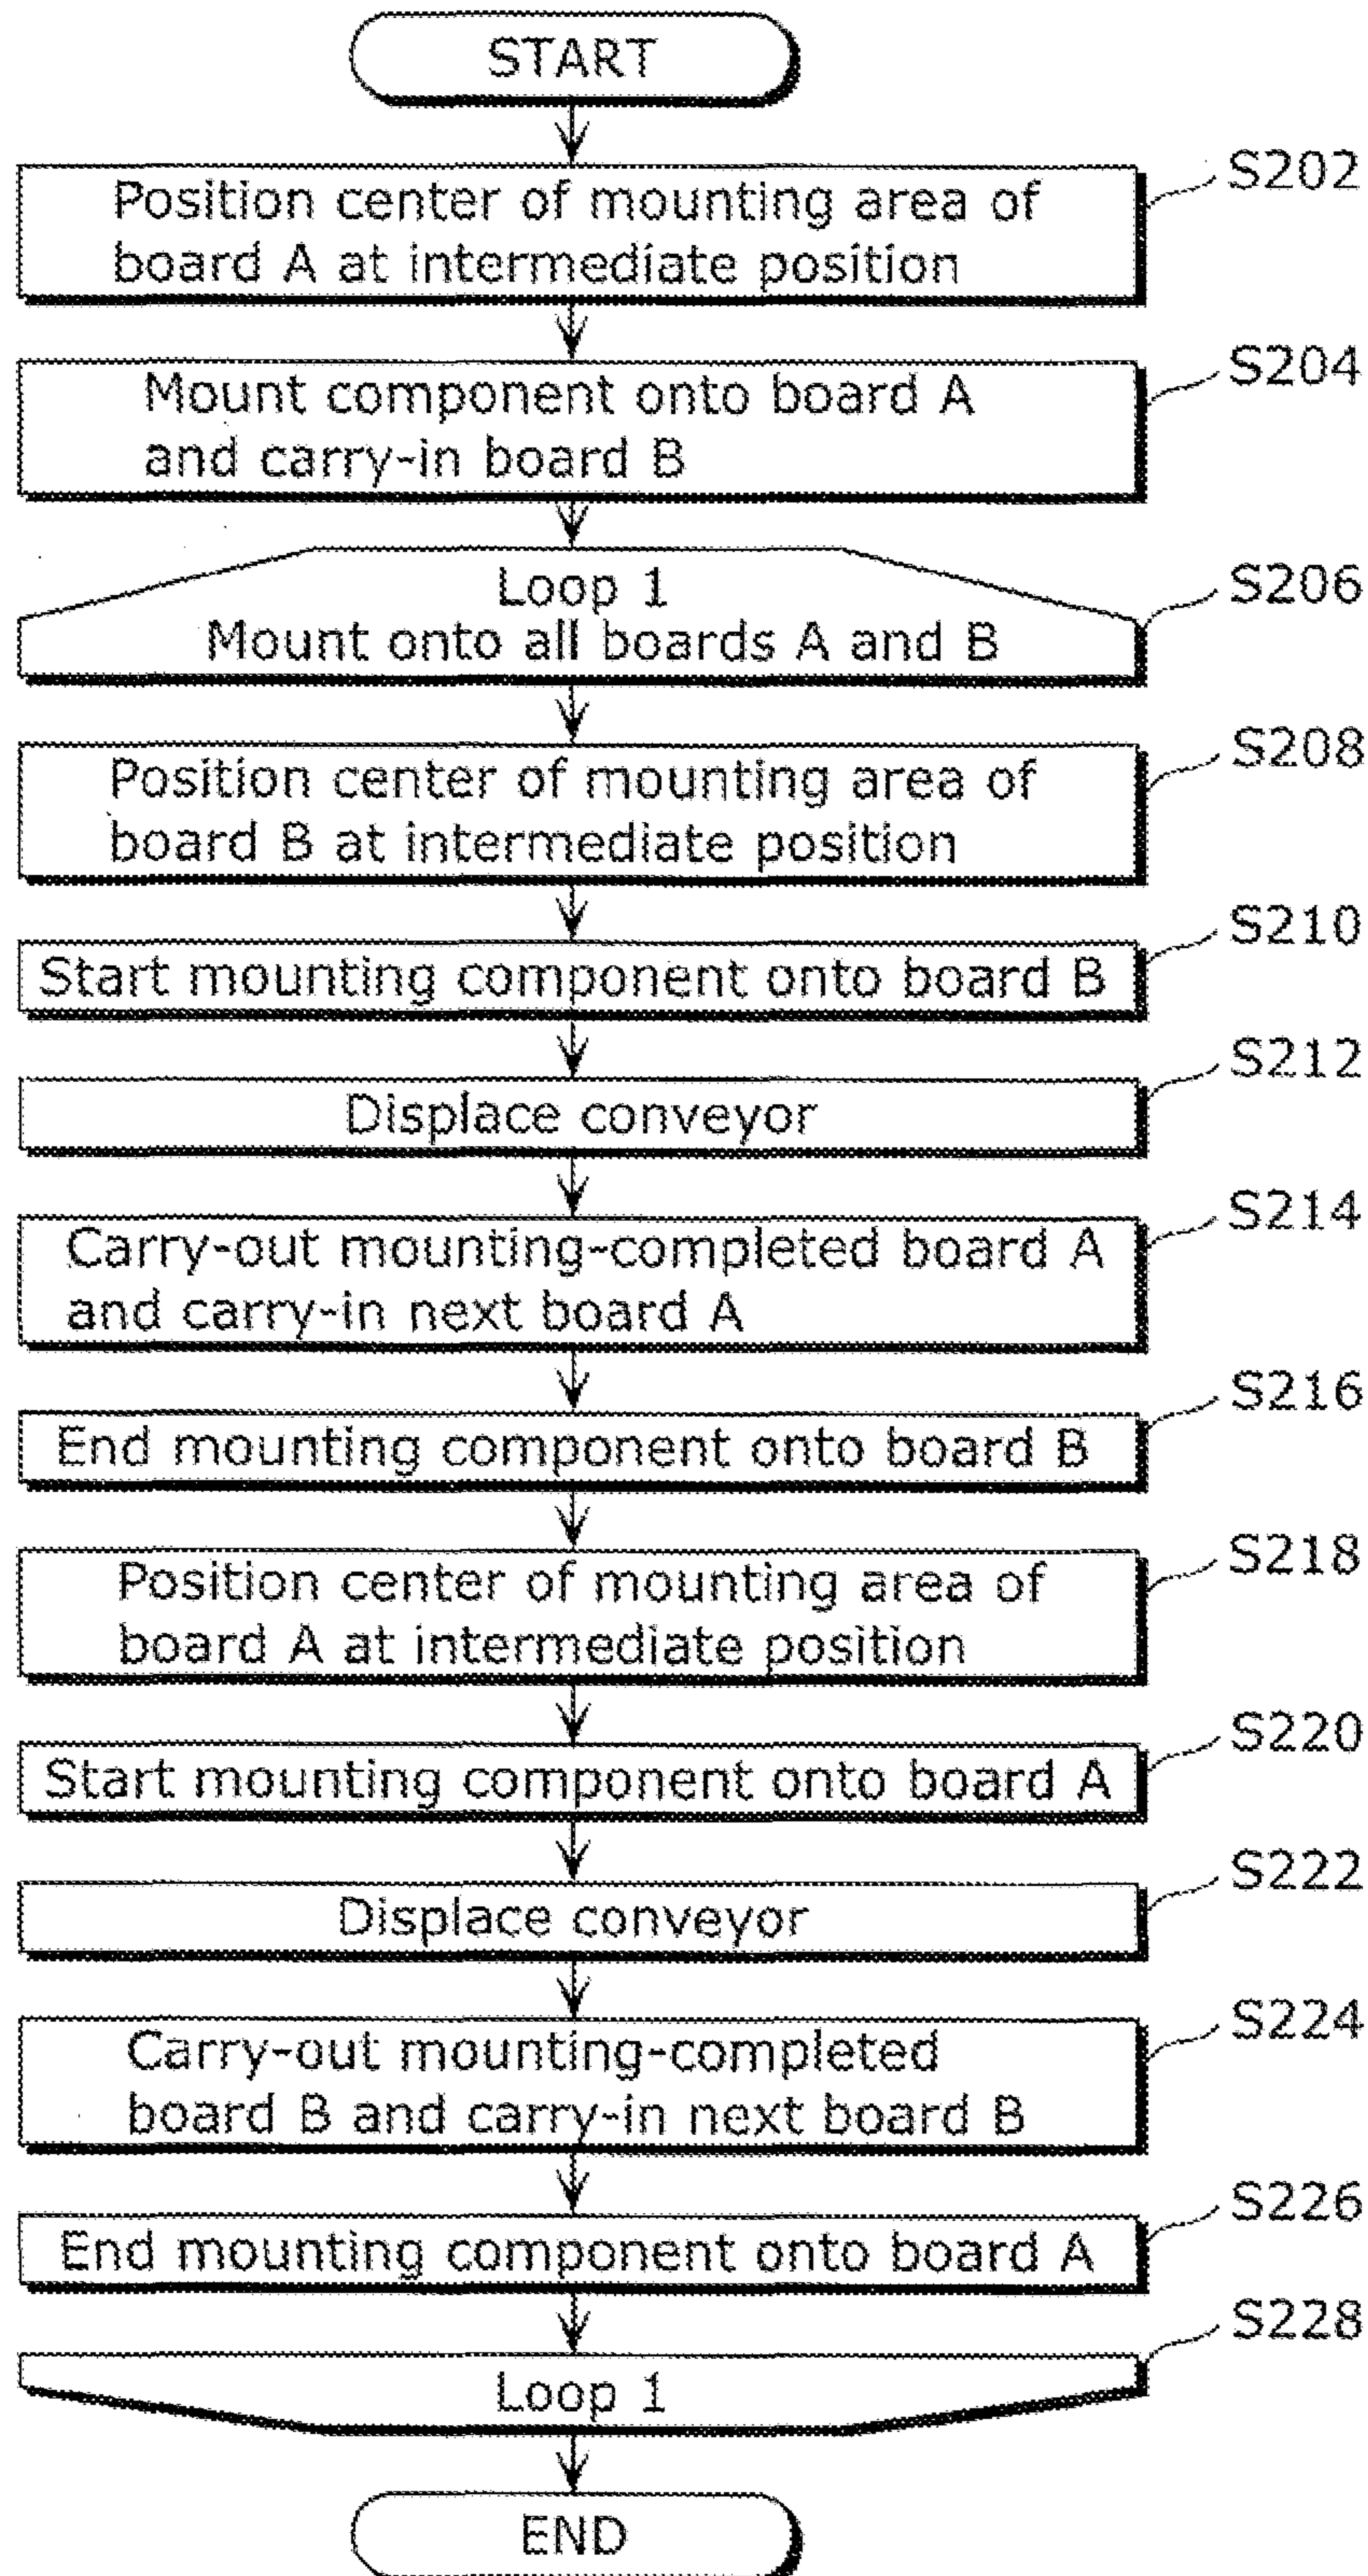 START
S202
Position center of mounting area of
board A at intermediate position
S204
Mount component onto board A
and carry-in board B
S206
Loop 1
Mount onto all boards A and B
S208
Position center of mounting area of
board B at intermediate position
S210
Start mounting component onto board B
S212
Displace conveyor
S214
Carry-out mounting-completed board A
and carry-in next board A
S216
End mounting component onto board B
S218
Position center of mounting area of
board A at intermediate position
S220
Start mounting component onto board A
S222
Displace conveyor
S224
Carry-out mounting-completed
board B and carry-in next board B
S226
End mounting component onto board A
S228
Loop 1
END